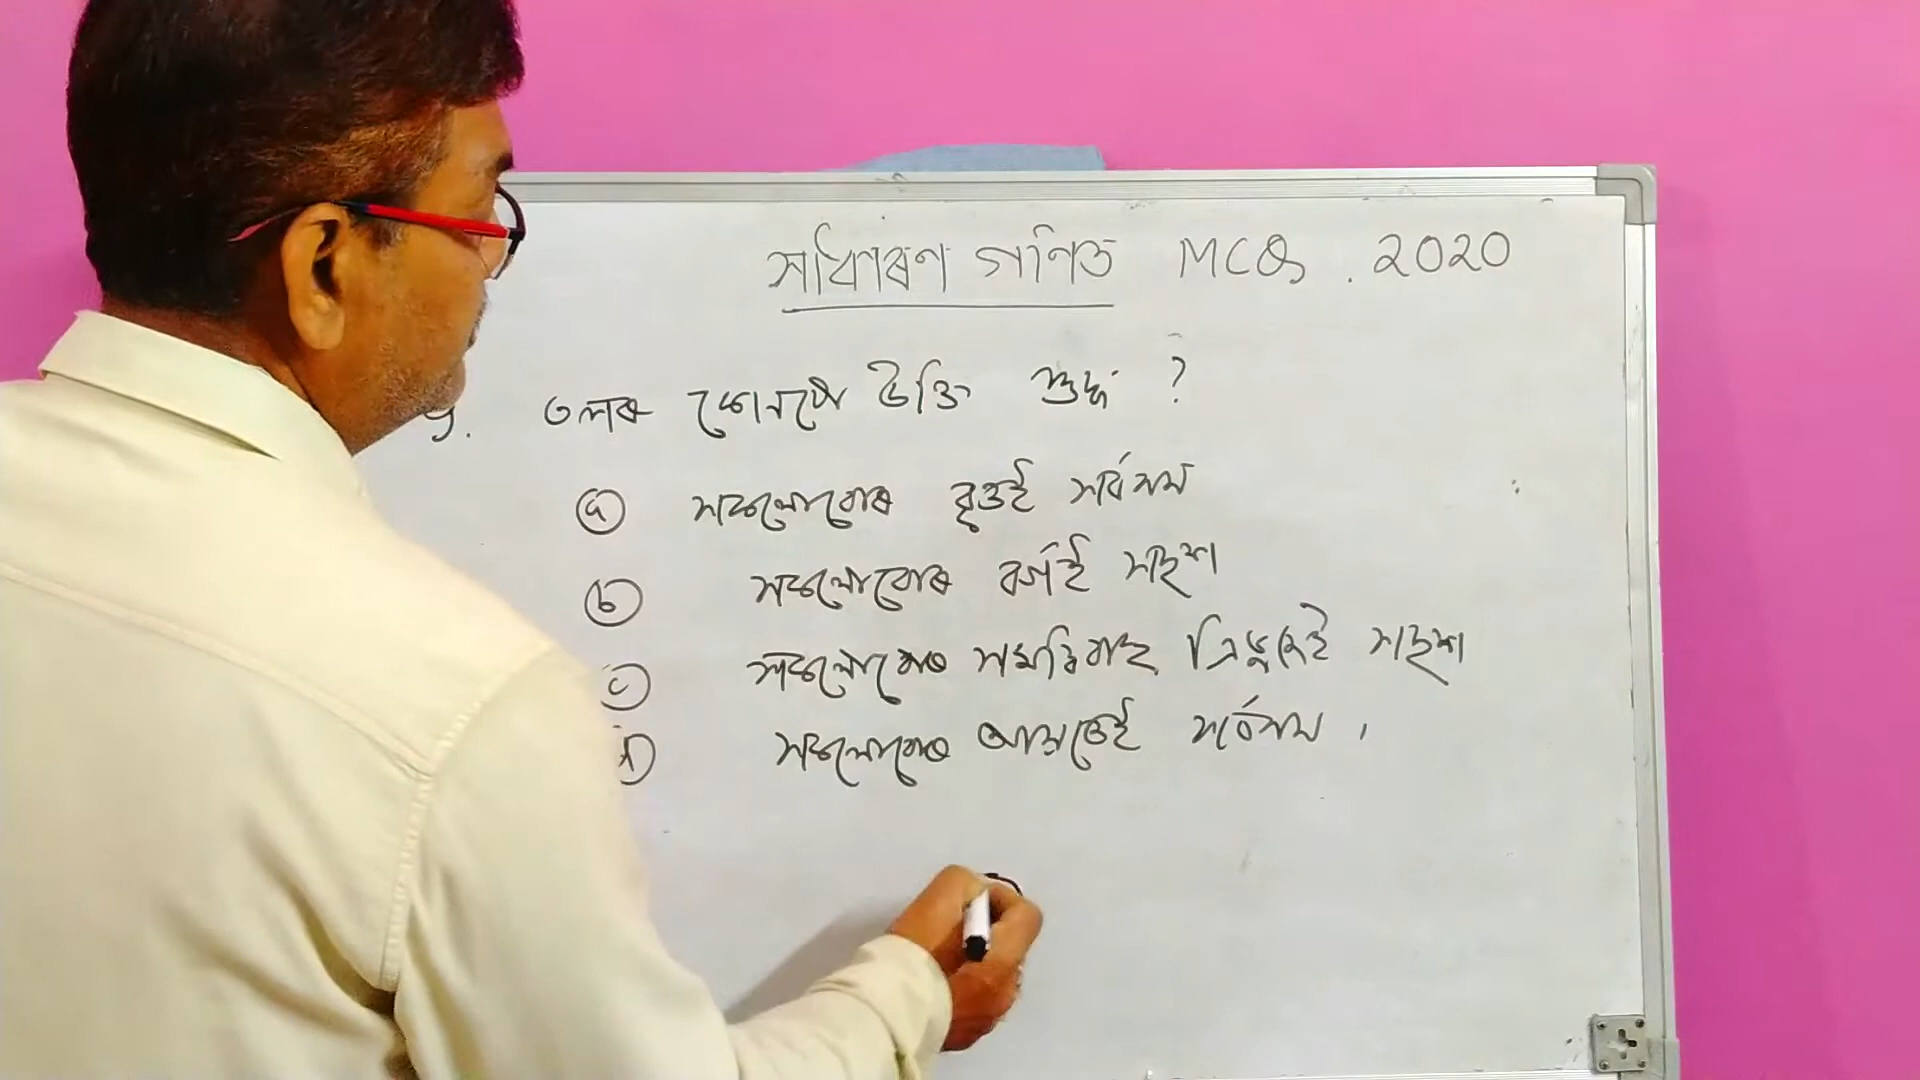 সাধাৰণ গণিত MCQ . 2020
তলৰ কোনটো উক্তি শুদ্ধ ?
(a) সকলোবোৰ বৃত্তই সৰ্বসম
(b) সকলোবোৰ বৰ্গই সদৃশ
(c) সকলোবোৰ সমদ্বিবাহু ত্ৰিভুজেই সদৃশ
(d) সকলোবোৰ আয়তেই সৰ্বসম ।